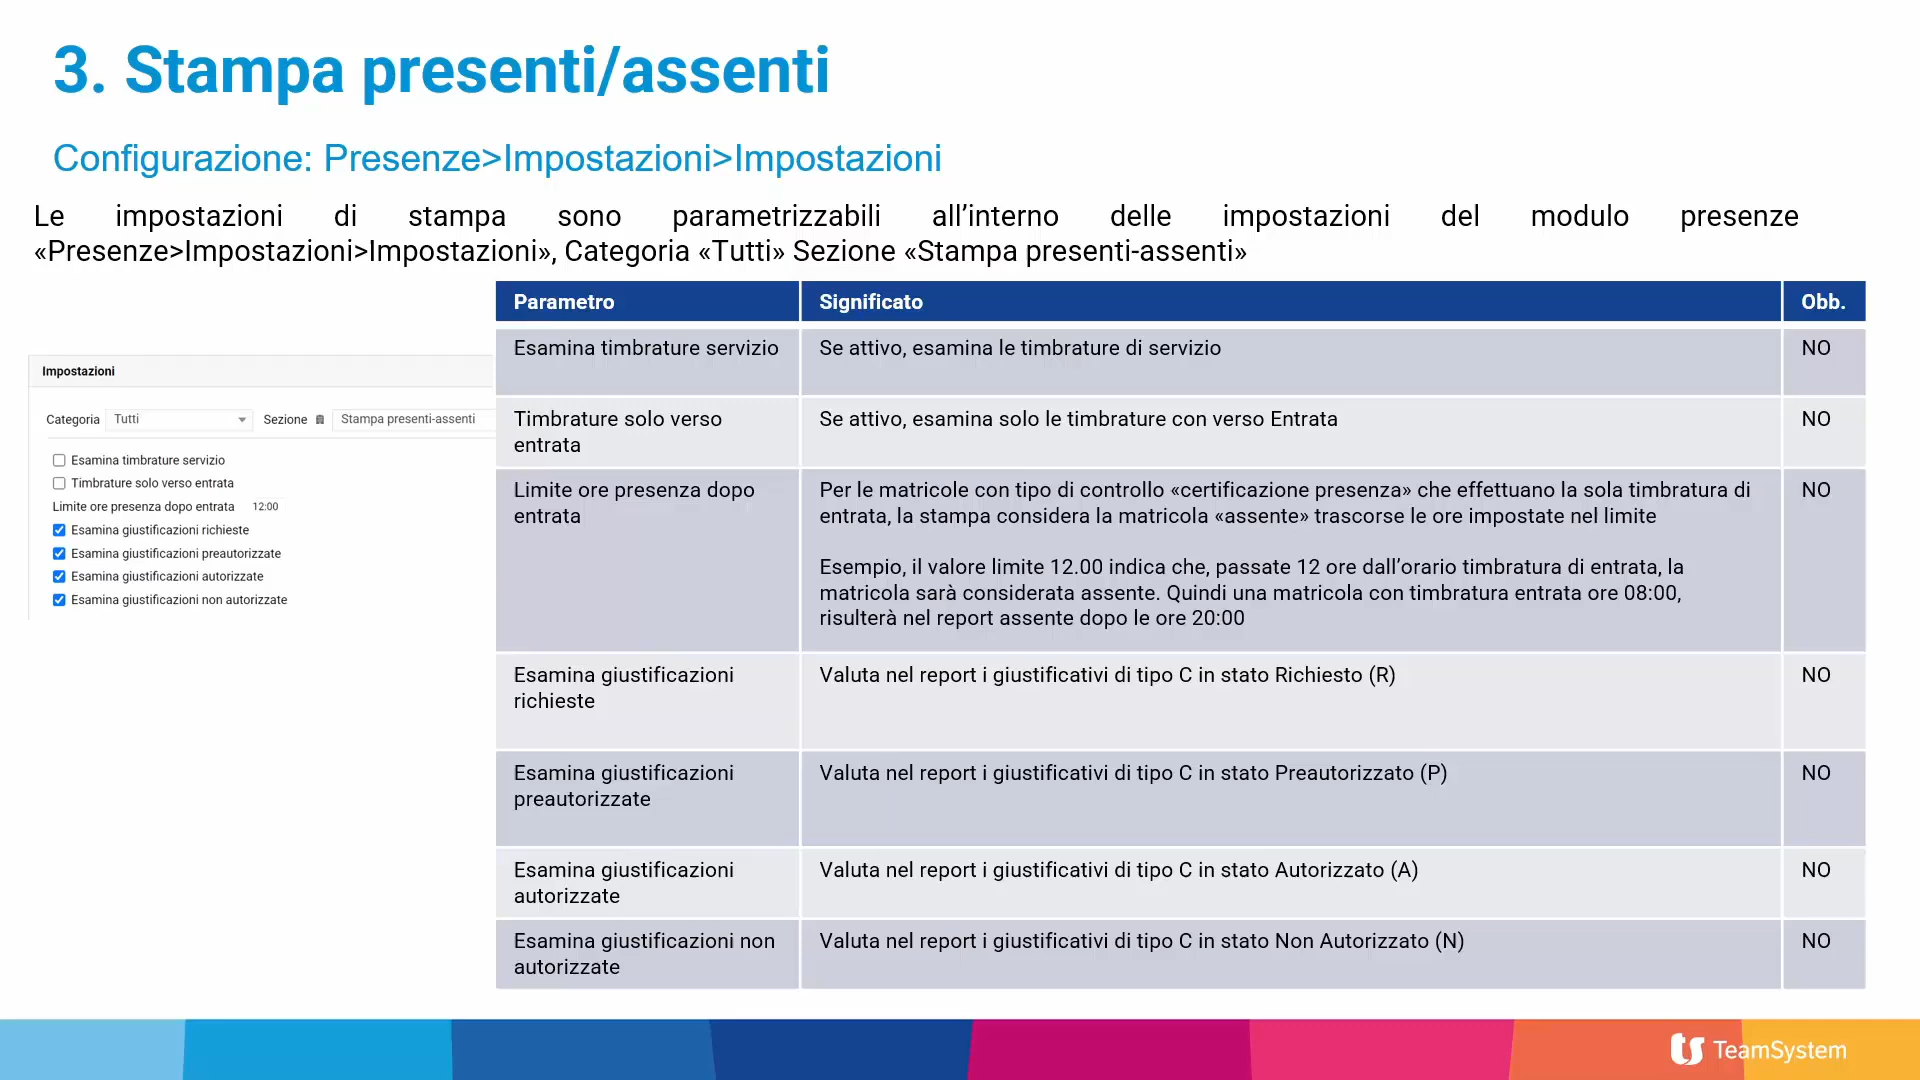 3. Stampa presenti/assenti
Configurazione: Presenze>Impostazioni>Impostazioni
Le impostazioni di stampa sono parametrizzabili all’interno delle impostazioni del modulo presenze
«Presenze>Impostazioni>Impostazioni», Categoria «Tutti» Sezione «Stampa presenti-assenti»
Impostazioni
Categoria Tutti Sezione Stampa presenti-assenti
Esamina timbrature servizio
Timbrature solo verso entrata
Limite ore presenza dopo entrata 12:00
Esamina giustificazioni richieste
Esamina giustificazioni preautorizzate
Esamina giustificazioni autorizzate
Esamina giustificazioni non autorizzate
Parametro Significato Obb.
Esamina timbrature servizio Se attivo, esamina le timbrature di servizio NO
Timbrature solo verso Se attivo, esamina solo le timbrature con verso Entrata NO
entrata
Limite ore presenza dopo Per le matricole con tipo di controllo «certificazione presenza» che effettuano la sola timbratura di NO
entrata entrata, la stampa considera la matricola «assente» trascorse le ore impostate nel limite
Esempio, il valore limite 12.00 indica che, passate 12 ore dall’orario timbratura di entrata, la
matricola sarà considerata assente. Quindi una matricola con timbratura entrata ore 08:00,
risulterà nel report assente dopo le ore 20:00
Esamina giustificazioni Valuta nel report i giustificativi di tipo C in stato Richiesto (R) NO
richieste
Esamina giustificazioni Valuta nel report i giustificativi di tipo C in stato Preautorizzato (P) NO
preautorizzate
Esamina giustificazioni Valuta nel report i giustificativi di tipo C in stato Autorizzato (A) NO
autorizzate
Esamina giustificazioni non Valuta nel report i giustificativi di tipo C in stato Non Autorizzato (N) NO
autorizzate
TeamSystem